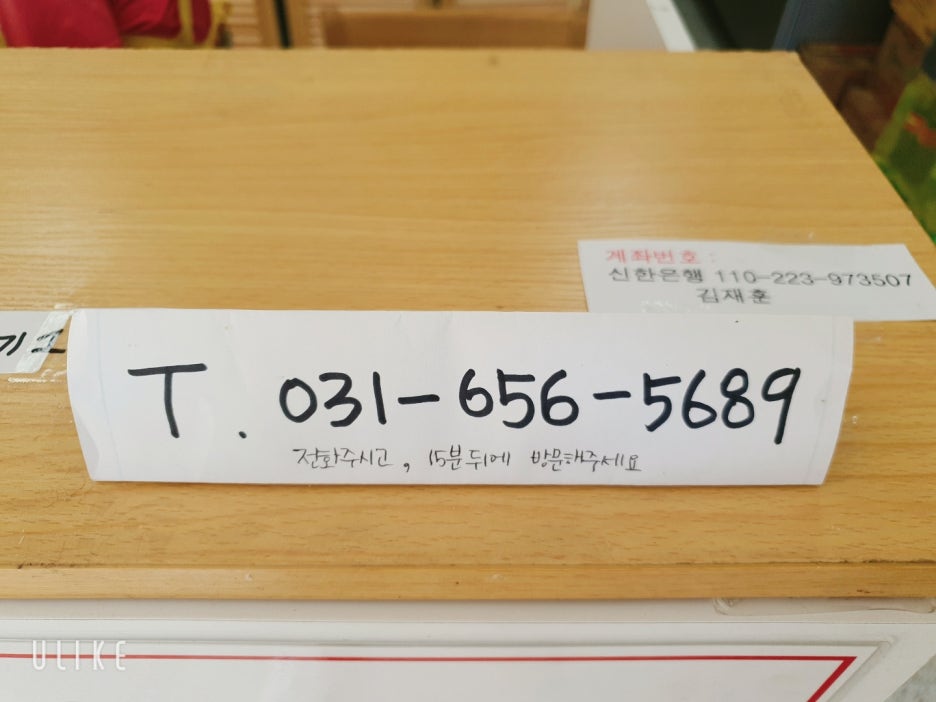 계좌번호 :
신한은행 110-223-973507
김재훈
T. 031-656-5689
전화주시고, 15분뒤에 방문해주세요
ULIKE